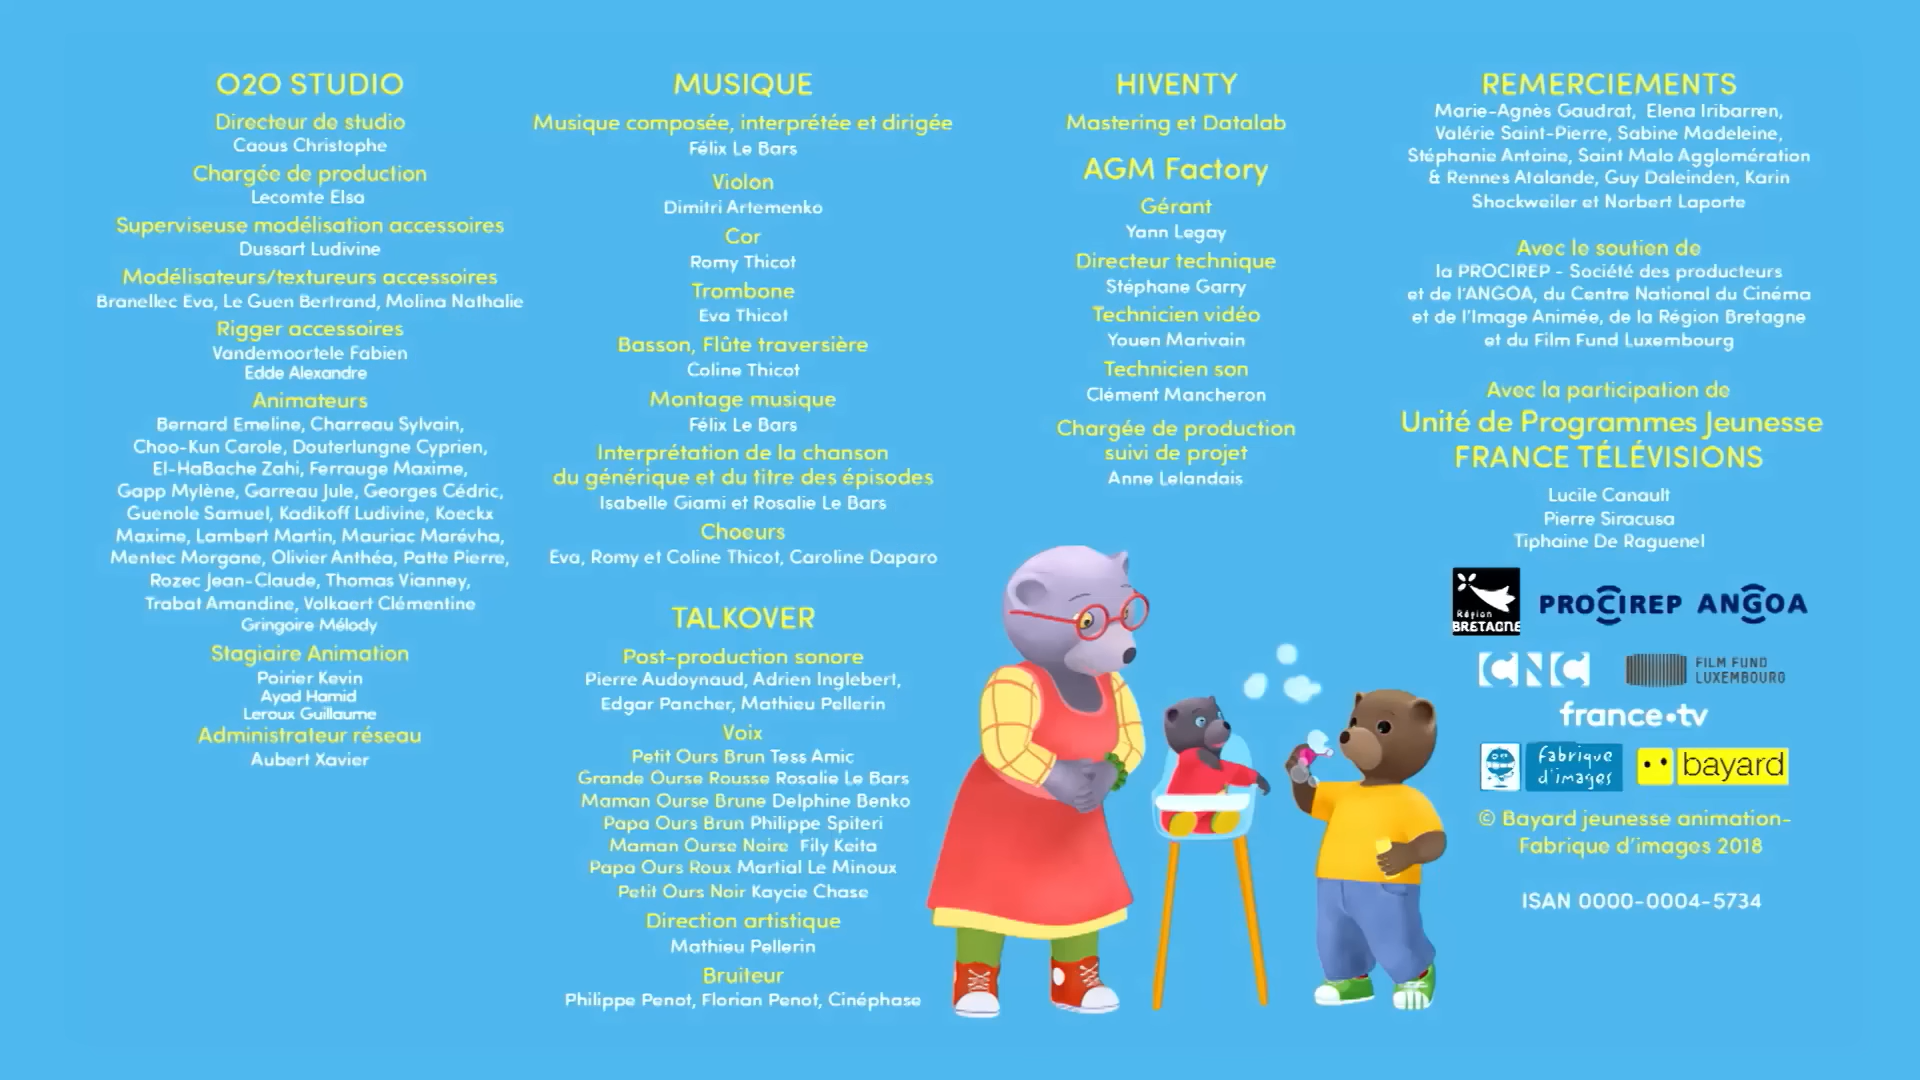 O2O STUDIO
Directeur de studio
Caous Christophe
Chargée de production
Lecomte Elsa
Superviseuse modélisation accessoires
Dussart Ludivine
Modélisateurs/textureurs accessoires
Branellec Eva, Le Guen Bertrand, Molina Nathalie
Rigger accessoires
Vandemoortele Fabien
Edde Alexandre
Animateurs
Bernard Emeline, Charreau Sylvain,
Choo-Kun Carole, Douterlungne Cyprien,
El-HaBache Zahi, Ferrauge Maxime,
Gapp Mylène, Garreau Jule, Georges Cédric,
Guenole Samuel, Kadikoff Ludivine, Koeckx
Maxime, Lambert Martin, Mauriac Marévha,
Mentec Morgane, Olivier Anthéa, Patte Pierre,
Rozec Jean-Claude, Thomas Vianney,
Trabat Amandine, Volkaert Clémentine
Gringoire Mélody
Stagiaire Animation
Poirier Kevin
Ayad Hamid
Leroux Guillaume
Administrateur réseau
Aubert Xavier
MUSIQUE
Musique composée, interprétée et dirigée
Félix Le Bars
Violon
Dimitri Artemenko
Cor
Romy Thicot
Trombone
Eva Thicot
Basson, Flûte traversière
Coline Thicot
Montage musique
Félix Le Bars
Interprétation de la chanson
du générique et du titre des épisodes
Isabelle Giami et Rosalie Le Bars
Choeurs
Eva, Romy et Coline Thicot, Caroline Daparo
TALKOVER
Post-production sonore
Pierre Audoynaud, Adrien Inglebert,
Edgar Pancher, Mathieu Pellerin
Voix
Petit Ours Brun Tess Amic
Grande Ourse Rousse Rosalie Le Bars
Maman Ourse Brune Delphine Benko
Papa Ours Brun Philippe Spiteri
Maman Ourse Noire Fily Keita
Papa Ours Roux Martial Le Minoux
Petit Ours Noir Kaycie Chase
Direction artistique
Mathieu Pellerin
Bruiteur
Philippe Penot, Florian Penot, Cinéphase
HIVENTY
Mastering et Datalab
AGM Factory
Gérant
Yann Legay
Directeur technique
Stéphane Garry
Technicien vidéo
Youen Marivain
Technicien son
Clément Mancheron
Chargée de production
suivi de projet
Anne Lelandais
REMERCIEMENTS
Marie-Agnès Gaudrat, Elena Iribarren,
Valérie Saint-Pierre, Sabine Madeleine,
Stéphanie Antoine, Saint Malo Agglomération
& Rennes Atalande, Guy Daleinden, Karin
Shockweiler et Norbert Laporte
Avec le soutien de
la PROCIREP - Société des producteurs
et de l'ANGOA, du Centre National du Cinéma
et de l'Image Animée, de la Région Bretagne
et du Film Fund Luxembourg
Avec la participation de
Unité de Programmes Jeunesse
FRANCE TÉLÉVISIONS
Lucile Canault
Pierre Siracusa
Tiphaine De Raguenel
Région
BRETAGNE
PROCIREP ANGOA
CNC
FILM FUND
LUXEMBOURG
france•tv
fabrique
d'images
bayard
© Bayard jeunesse animation-
Fabrique d'images 2018
ISAN 0000-0004-5734